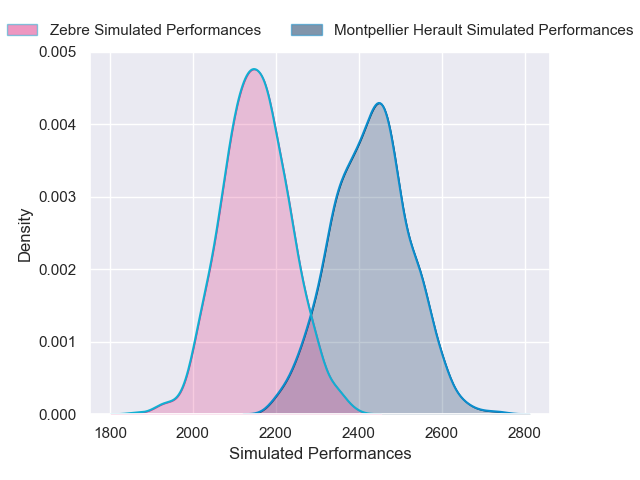 Zebre Simulated Performances Montpellier Herault Simulated Performances
0.005
0.004
0.003
0.002
0.001
0.000
Density
1800 2000 2200 2400 2600 2800
Simulated Performances